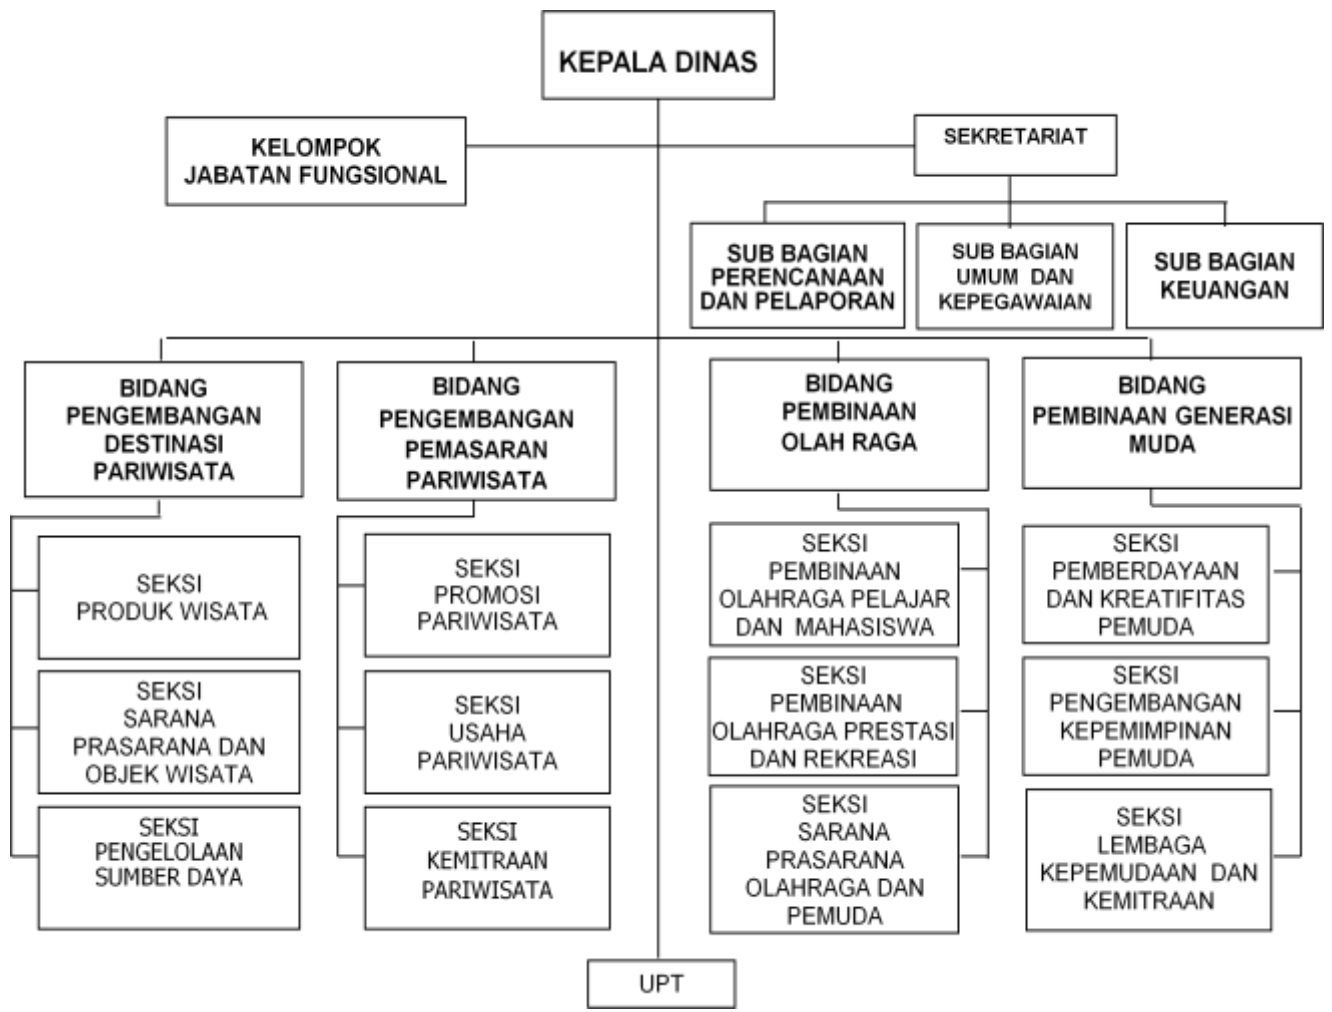 KEPALA DINAS
KELOMPOK
JABATAN FUNGSIONAL
SEKRETARIAT
SUB BAGIAN
PERENCANAAN
DAN PELAPORAN
SUB BAGIAN
UMUM DAN
KEPEGAWAIAN
SUB BAGIAN
KEUANGAN
BIDANG
PENGEMBANGAN
DESTINASI
PARIWISATA
BIDANG
PENGEMBANGAN
PEMASARAN
PARIWISATA
BIDANG
PEMBINAAN
OLAH RAGA
BIDANG
PEMBINAAN GENERASI
MUDA
SEKSI
PRODUK WISATA
SEKSI
SARANA
PRASARANA DAN
OBJEK WISATA
SEKSI
PENGELOLAAN
SUMBER DAYA
SEKSI
PROMOSI
PARIWISATA
SEKSI
USAHA
PARIWISATA
SEKSI
KEMITRAAN
PARIWISATA
SEKSI
PEMBINAAN
OLAHRAGA PELAJAR
DAN MAHASISWA
SEKSI
PEMBINAAN
OLAHRAGA PRESTASI
DAN REKREASI
SEKSI
SARANA
PRASARANA
OLAHRAGA DAN
PEMUDA
SEKSI
PEMBERDAYAAN
DAN KREATIFITAS
PEMUDA
SEKSI
PENGEMBANGAN
KEPEMIMPINAN
PEMUDA
SEKSI
LEMBAGA
KEPEMUDAAN DAN
KEMITRAAN
UPT